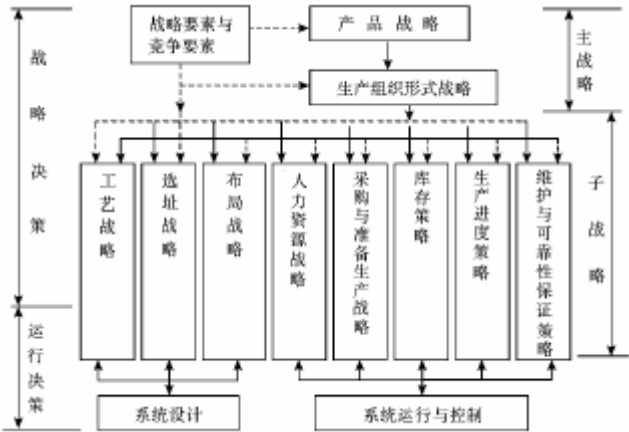 战略要素与
竞争要素
产品战略
生产组织形式战略
战略决策
运行决策
主战略
子战略
工艺战略
选址战略
布局战略
人力资源战略
采购与准备生产战略
库存策略
生产进度策略
维护与可靠性保证策略
系统设计
系统运行与控制